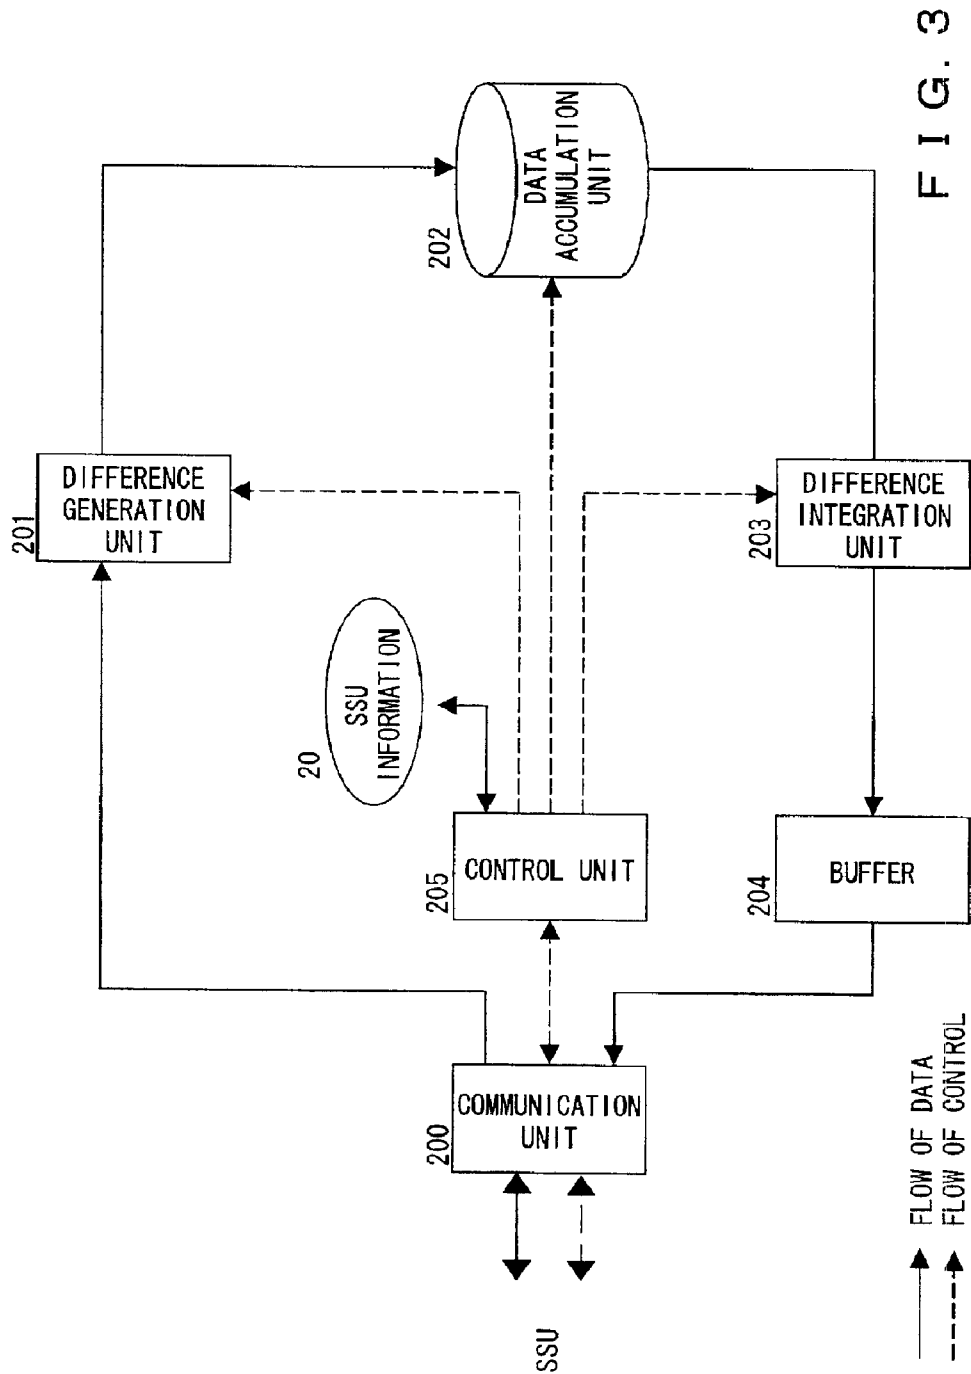 201
DIFFERENCE
GENERATION
UNIT
20
SSU
INFORMATION
202
DATA
ACCUMULATION
UNIT
SSU
200
COMMUNICATION
UNIT
205
CONTROL UNIT
204
BUFFER
203
DIFFERENCE
INTEGRATION
UNIT
FLOW OF DATA
FLOW OF CONTROL
FIG. 3